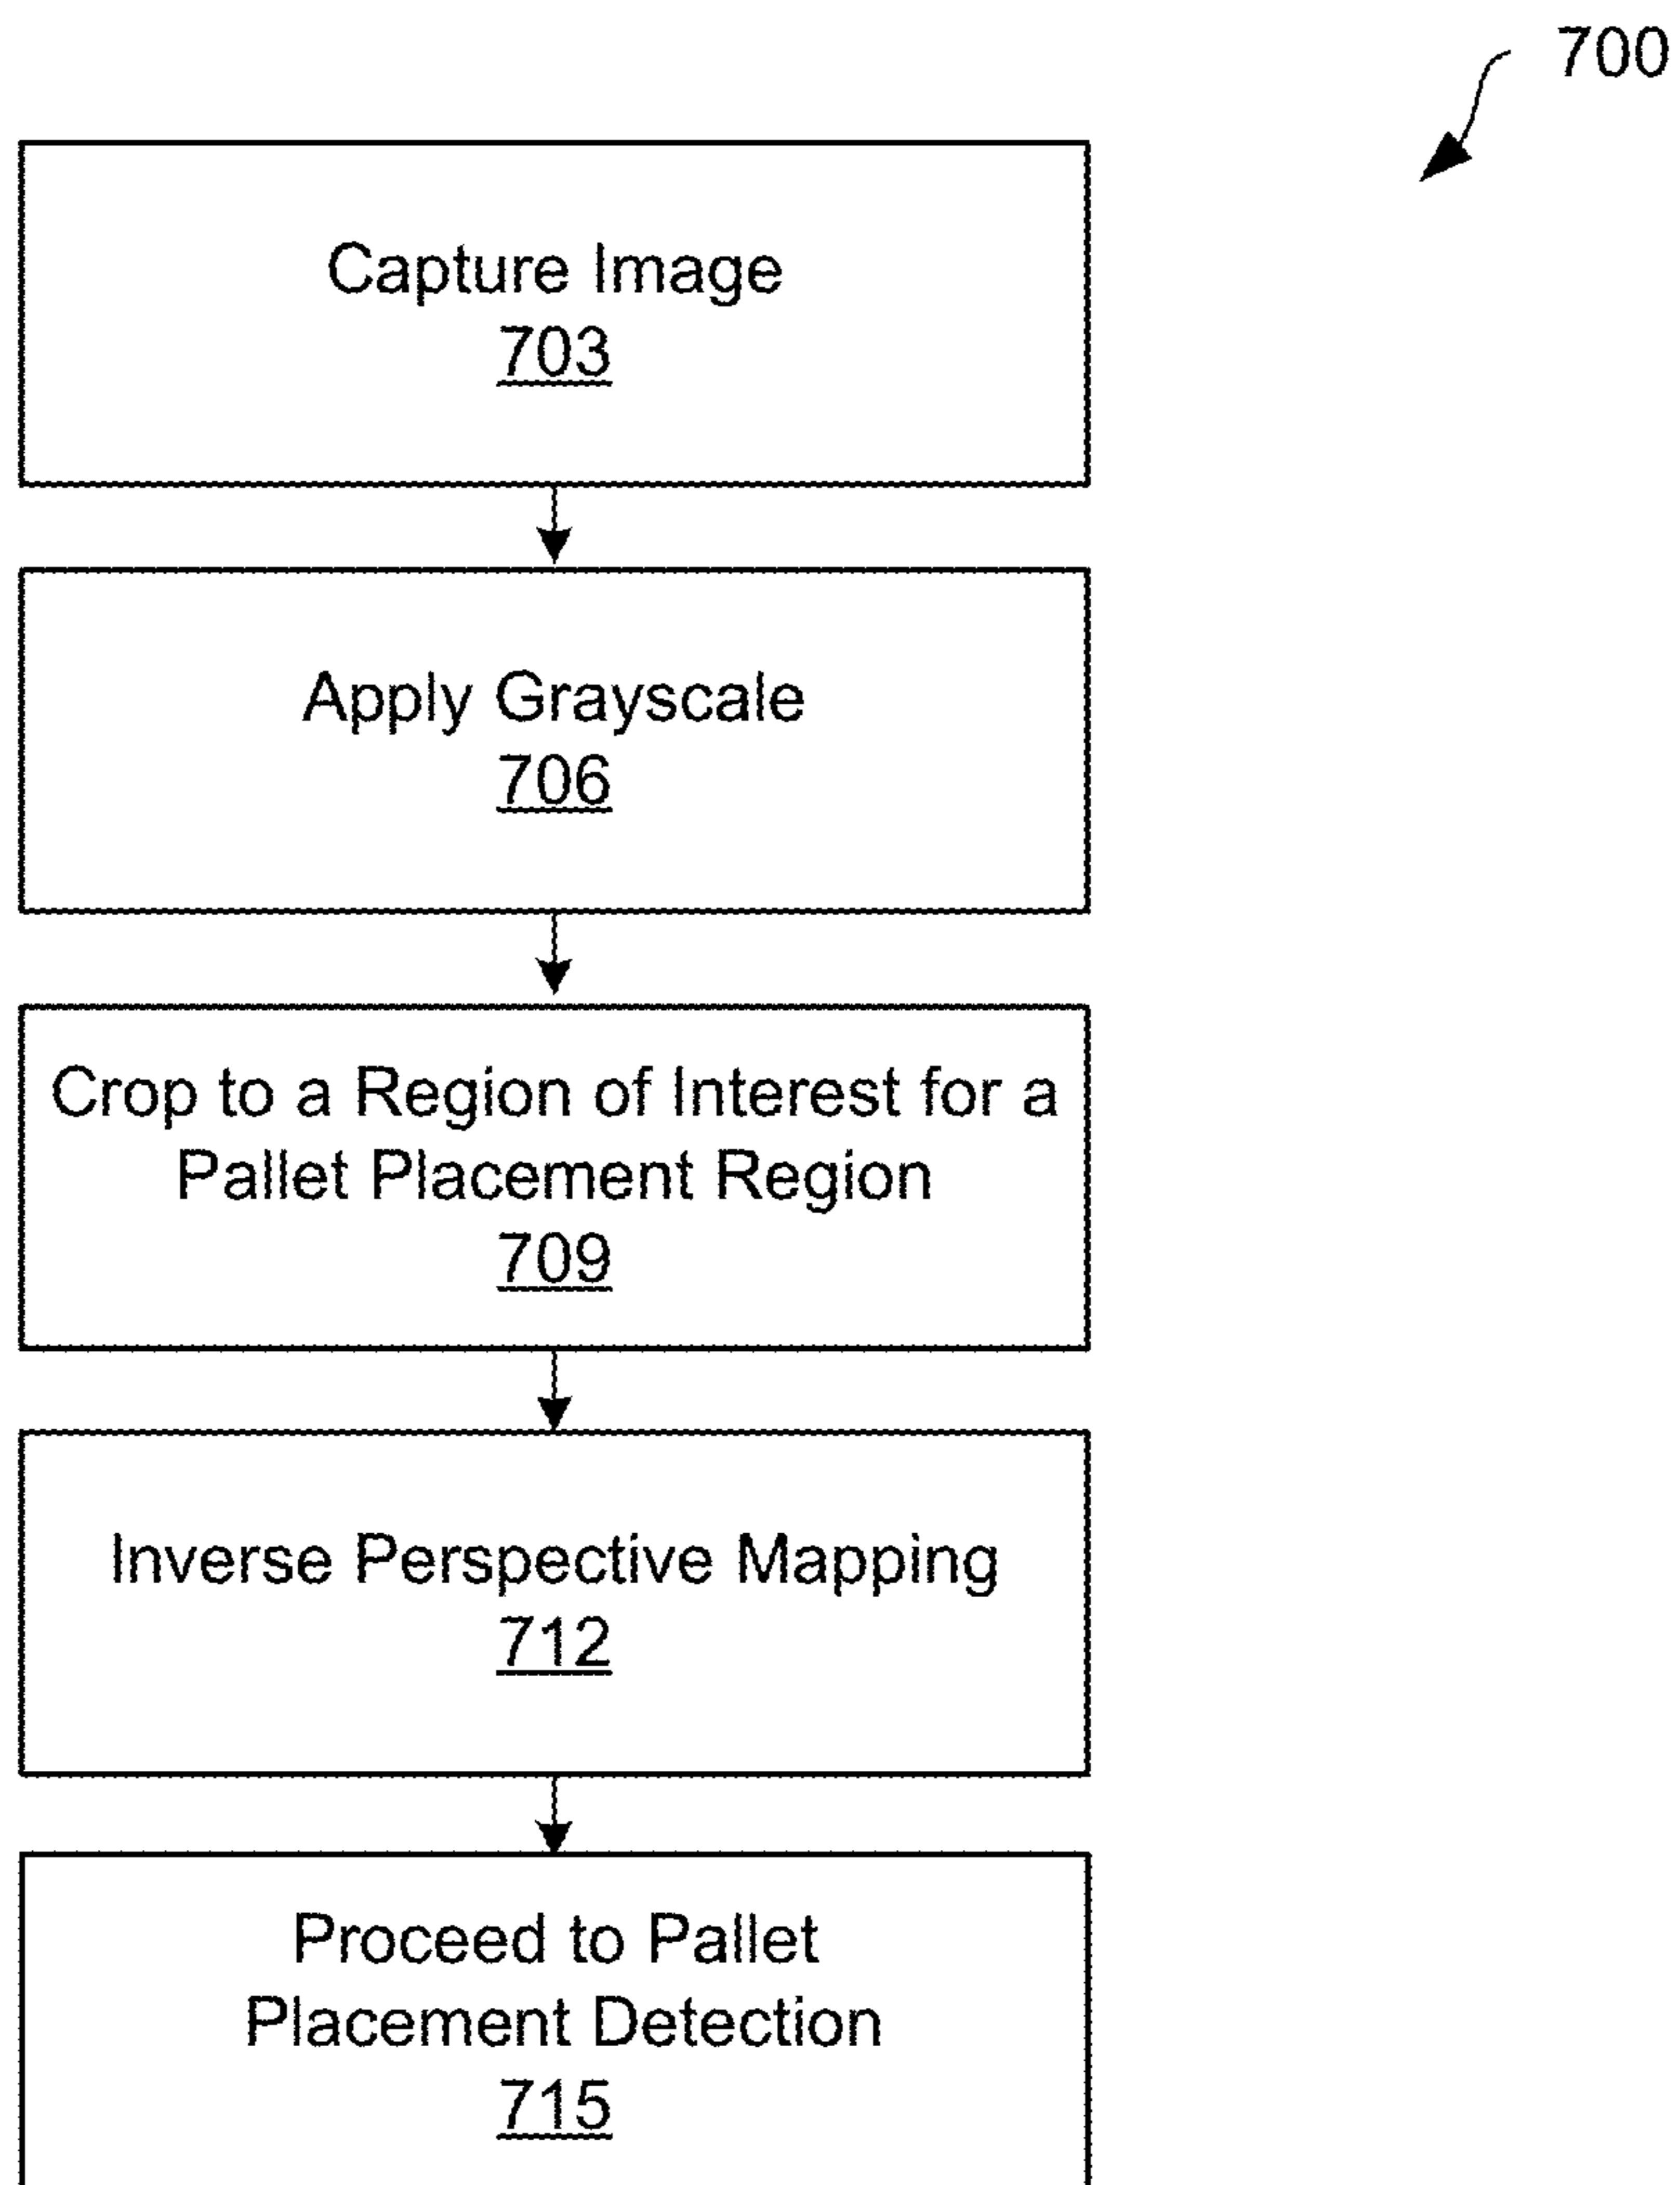 700
Capture Image
703
Apply Grayscale
706
Crop to a Region of Interest for a
Pallet Placement Region
709
Inverse Perspective Mapping
712
Proceed to Pallet
Placement Detection
715